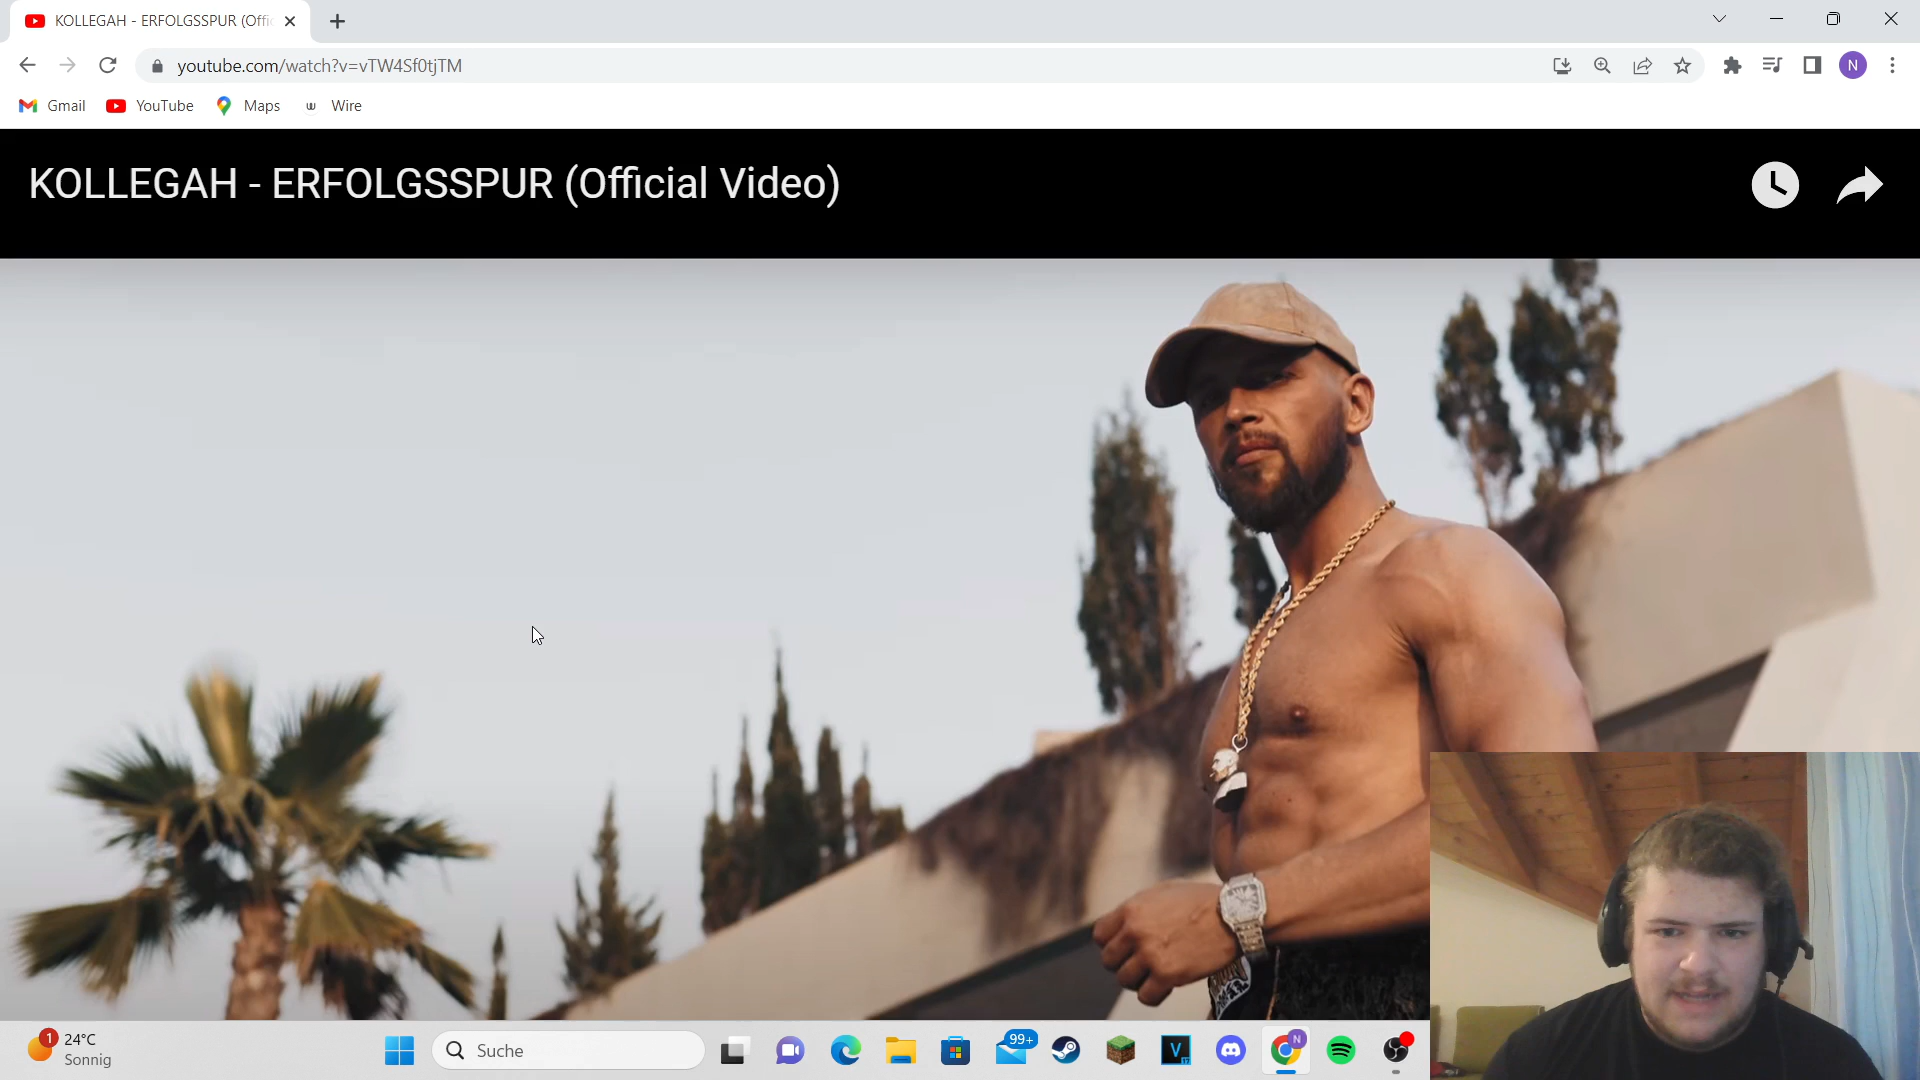 KOLLEGAH - ERFOLGSSPUR (Offic
youtube.com/watch?v=vTW4Sf0tjTM
N
Gmail
YouTube
Maps
Wire
KOLLEGAH - ERFOLGSSPUR (Official Video)
1
24°C
Sonnig
Suche
99+
V
N